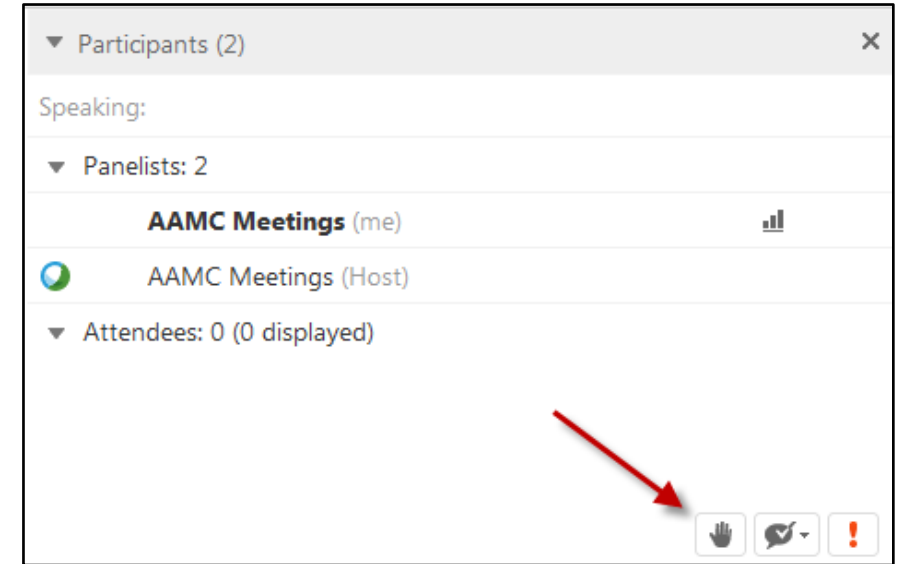 Participants (2)
Speaking:
Panelists: 2
AAMC Meetings (me)
AAMC Meetings (Host)
Attendees: 0 (0 displayed)